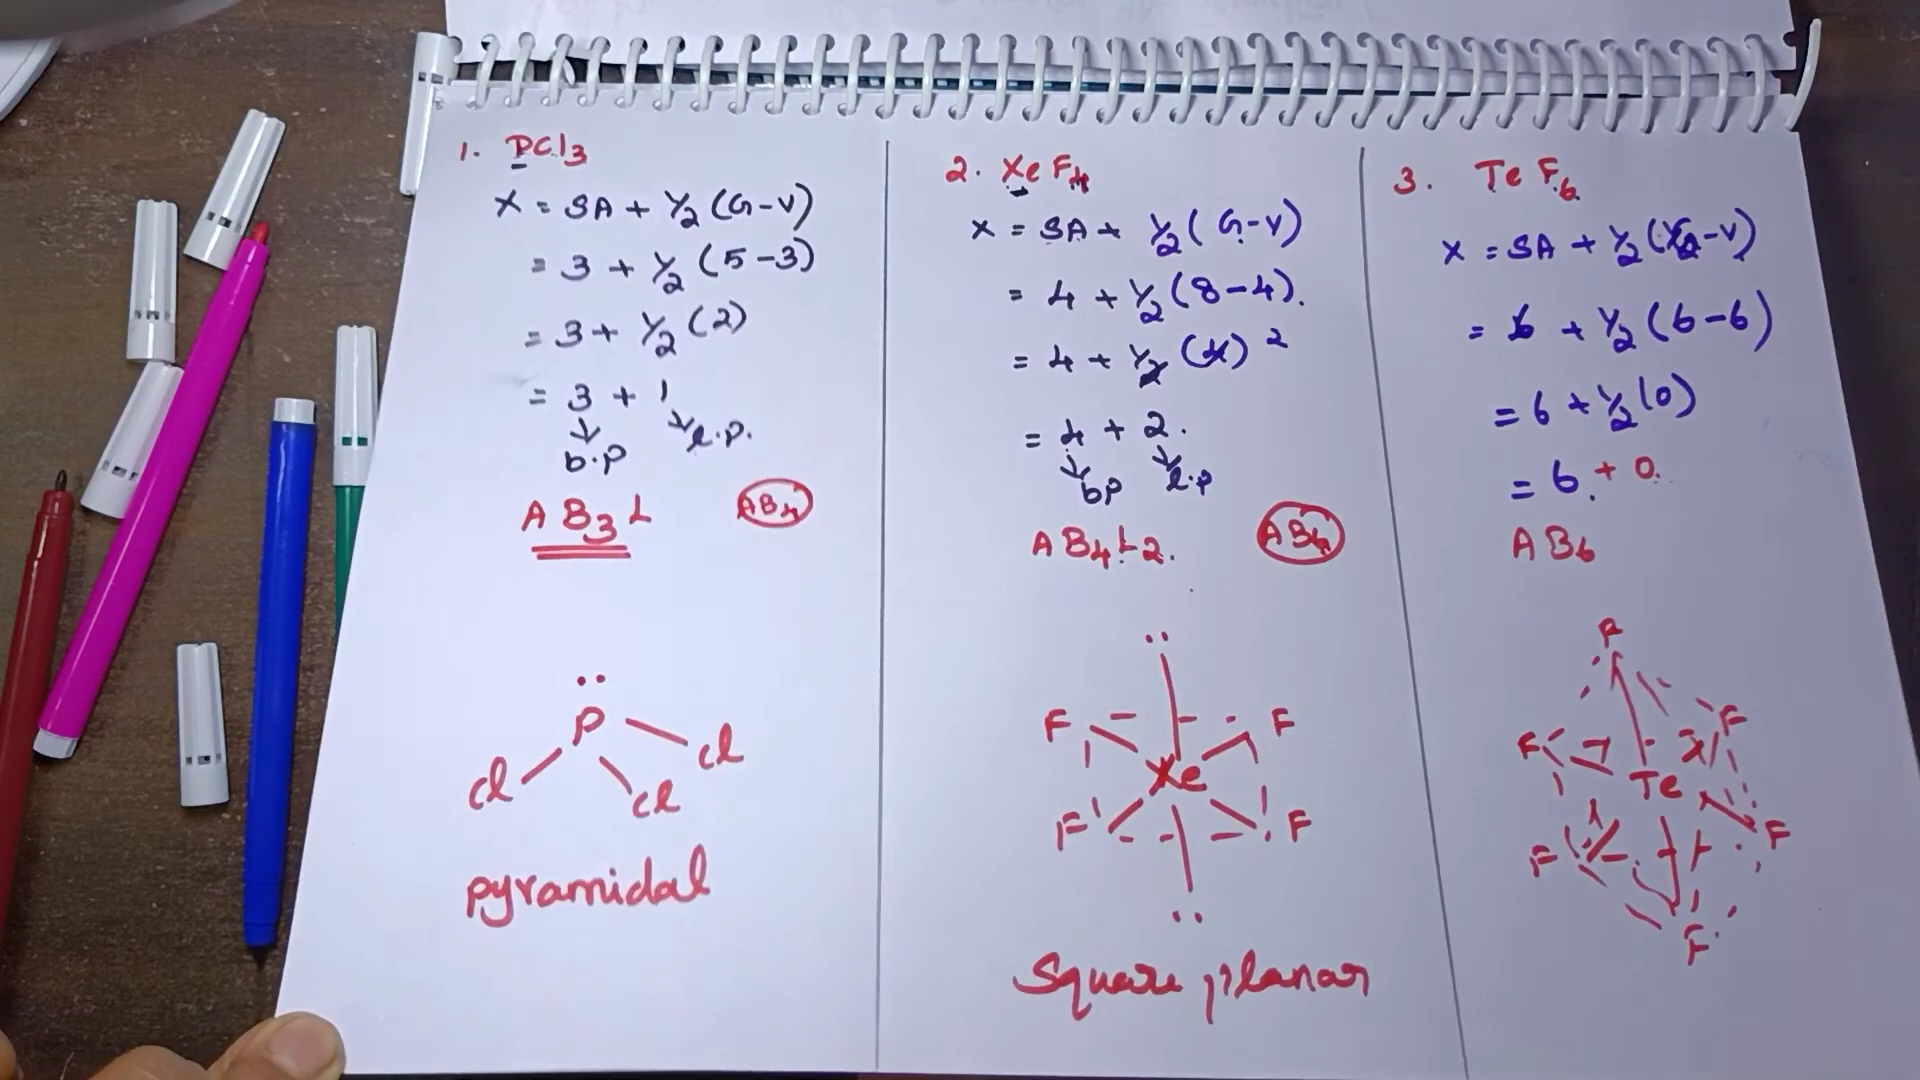 1. PCl3
X = SA + 1/2 (G-V)
= 3 + 1/2 (5-3)
= 3 + 1/2 (2)
= 3 + 1
b.p l.p.
AB3L AB4
P
Cl Cl Cl
pyramidal
2. XeF4
X = SA + 1/2 (G-V)
= 4 + 1/2 (8-4).
= 4 + 1/2 (4) 2
= 4 + 2.
bp l.p
AB4L2.
F F
Xe
F F
Square planar
3. TeF6
X = SA + 1/2 (G-V)
= 6 + 1/2 (6-6)
= 6 + 1/2 (0)
= 6 + 0.
AB6
F
F F
Te
F F
F